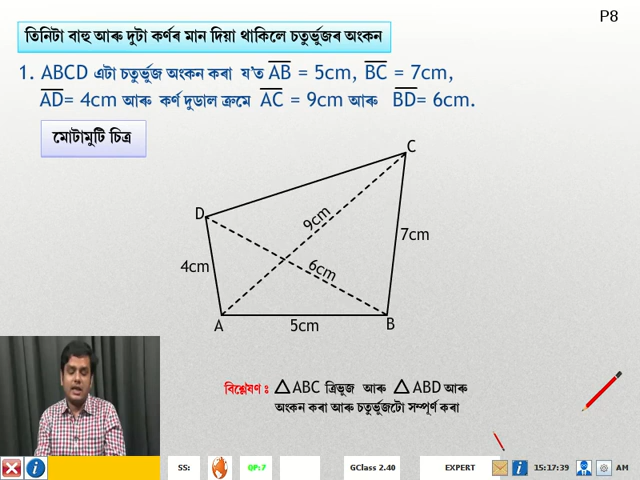 P8
তিনিটা বাহু আৰু দুটা কৰ্ণৰ মান দিয়া থাকিলে চতুৰ্ভুজৰ অংকন
1. ABCD এটা চতুৰ্ভুজ অংকন কৰা য'ত AB = 5cm, BC = 7cm,
AD= 4cm আৰু কৰ্ণ দুডাল ক্ৰমে AC = 9cm আৰু BD= 6cm.
মোটামুটি চিত্ৰ
C
D
9cm
7cm
4cm
6cm
A
5cm
B
বিশ্লেষণ : △ABC ত্ৰিভূজ আৰু △ABD আৰু
অংকন কৰা আৰু চতুৰ্ভুজটো সম্পূৰ্ণ কৰা
SS: QP:7 GClass 2.40 EXPERT 15:17:39 AM